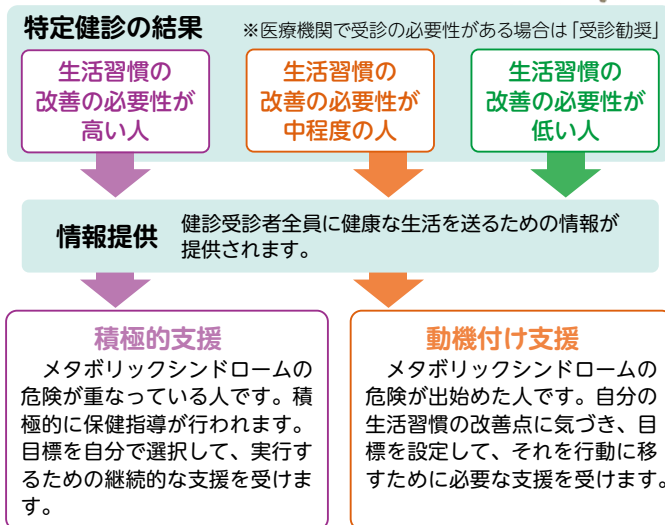 特定健診の結果 ※医療機関で受診の必要性がある場合は「受診勧奨」
生活習慣の
改善の必要性が
高い人
生活習慣の
改善の必要性が
中程度の人
生活習慣の
改善の必要性が
低い人
情報提供
健診受診者全員に健康な生活を送るための情報が
提供されます。
積極的支援
メタボリックシンドロームの
危険が重なっている人です。積
極的に保健指導が行われます。
目標を自分で選択して、実行す
るための継続的な支援を受けま
す。
動機付け支援
メタボリックシンドロームの
危険が出始めた人です。自分の
生活習慣の改善点に気づき、目
標を設定して、それを行動に移
すために必要な支援を受けます。